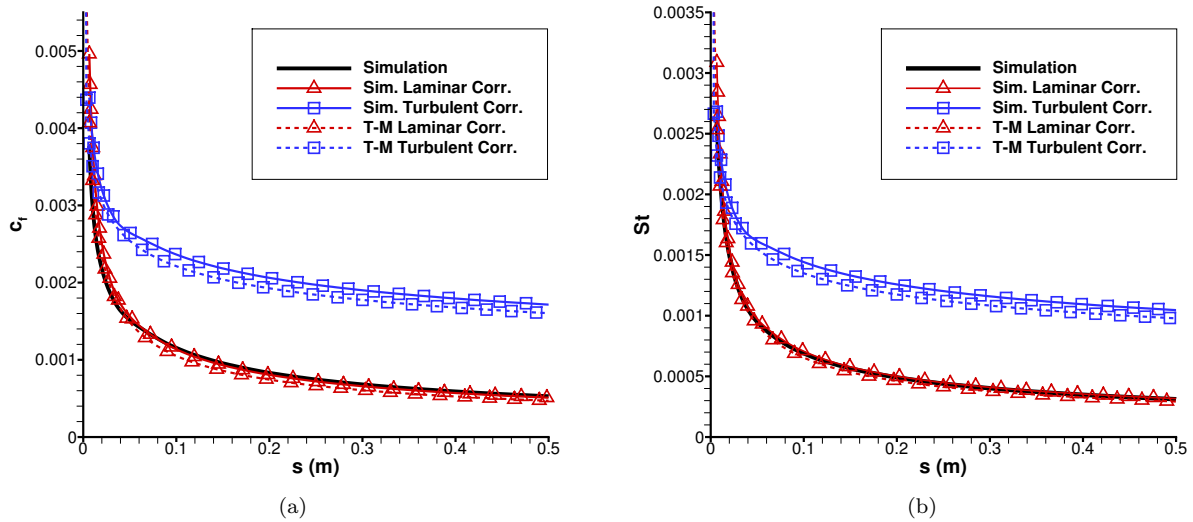 c_f
0.005
0.004
0.003
0.002
0.001
0
0 0.1 0.2 0.3 0.4 0.5
s (m)
Simulation
Sim. Laminar Corr.
Sim. Turbulent Corr.
T-M Laminar Corr.
T-M Turbulent Corr.
(a)
St
0.0035
0.003
0.0025
0.002
0.0015
0.001
0.0005
0
0 0.1 0.2 0.3 0.4 0.5
s (m)
Simulation
Sim. Laminar Corr.
Sim. Turbulent Corr.
T-M Laminar Corr.
T-M Turbulent Corr.
(b)